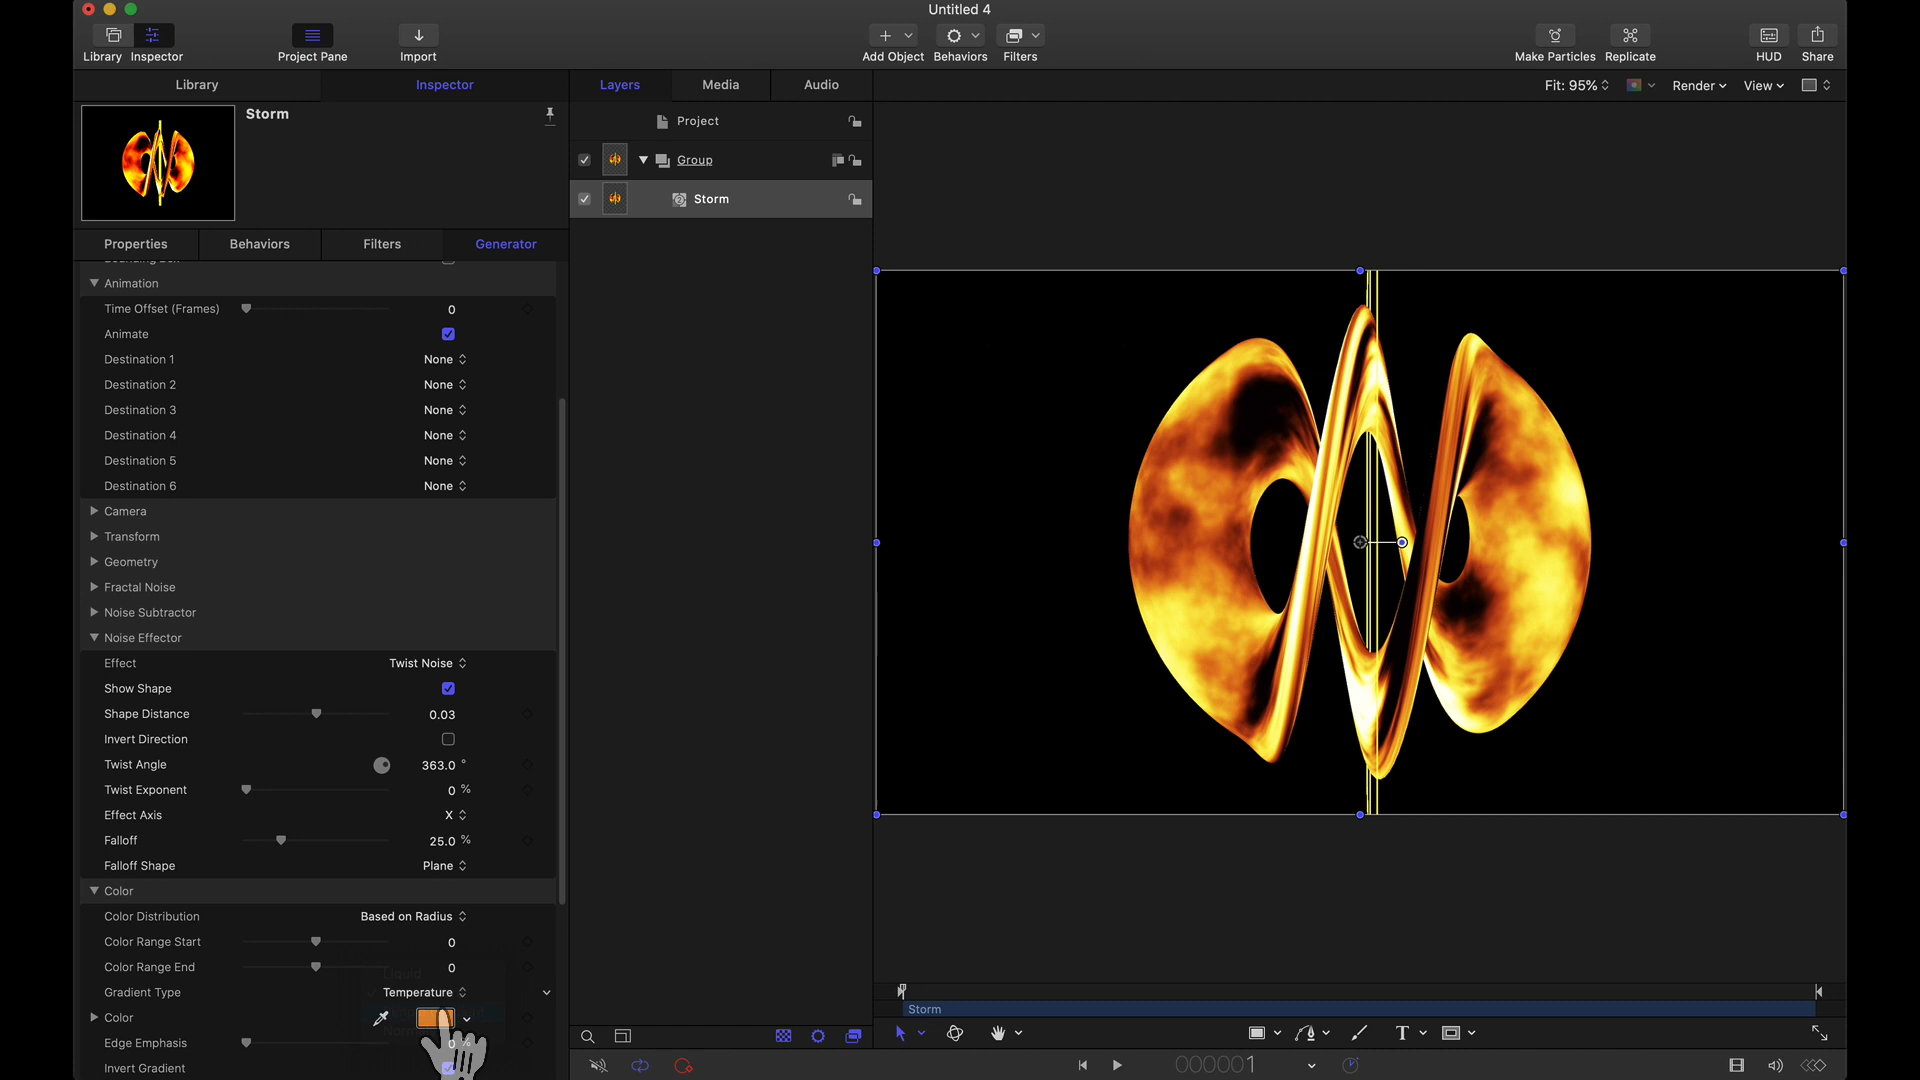 Untitled 4
Library Inspector Project Pane Import Add Object Behaviors Filters Make Particles Replicate HUD Share
Library Inspector Layers Media Audio Fit: 95% Render View
Storm
Project
Group
Storm
Properties Behaviors Filters Generator
Animation
Time Offset (Frames) 0
Animate
Destination 1 None
Destination 2 None
Destination 3 None
Destination 4 None
Destination 5 None
Destination 6 None
Camera
Transform
Geometry
Fractal Noise
Noise Subtractor
Noise Effector
Effect Twist Noise
Show Shape
Shape Distance 0.03
Invert Direction
Twist Angle 363.0 °
Twist Exponent 0 %
Effect Axis X
Falloff 25.0 %
Falloff Shape Plane
Color
Color Distribution Based on Radius
Color Range Start 0
Color Range End 0
Liquid
Gradient Type Temperature
Color
Edge Emphasis 0 %
Invert Gradient
Storm
T
000001